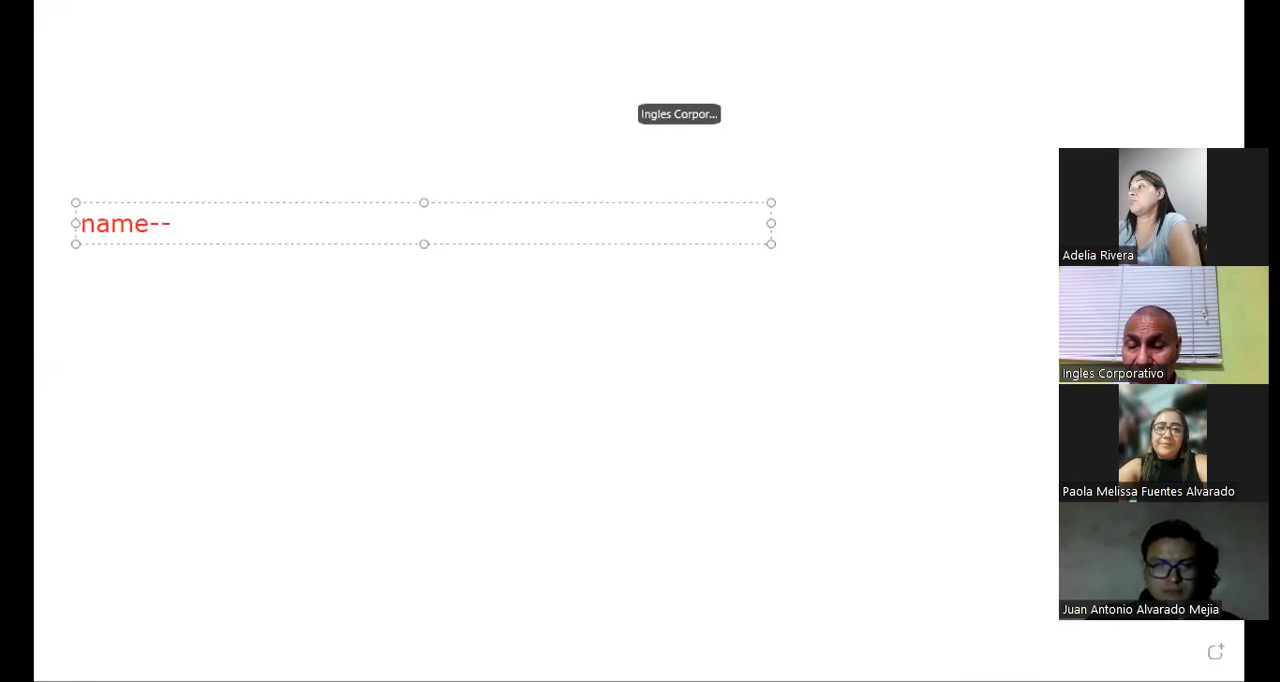 Ingles Corpor...
name--
Adelia Rivera
Ingles Corporativo
Paola Melissa Fuentes Alvarado
Juan Antonio Alvarado Mejia